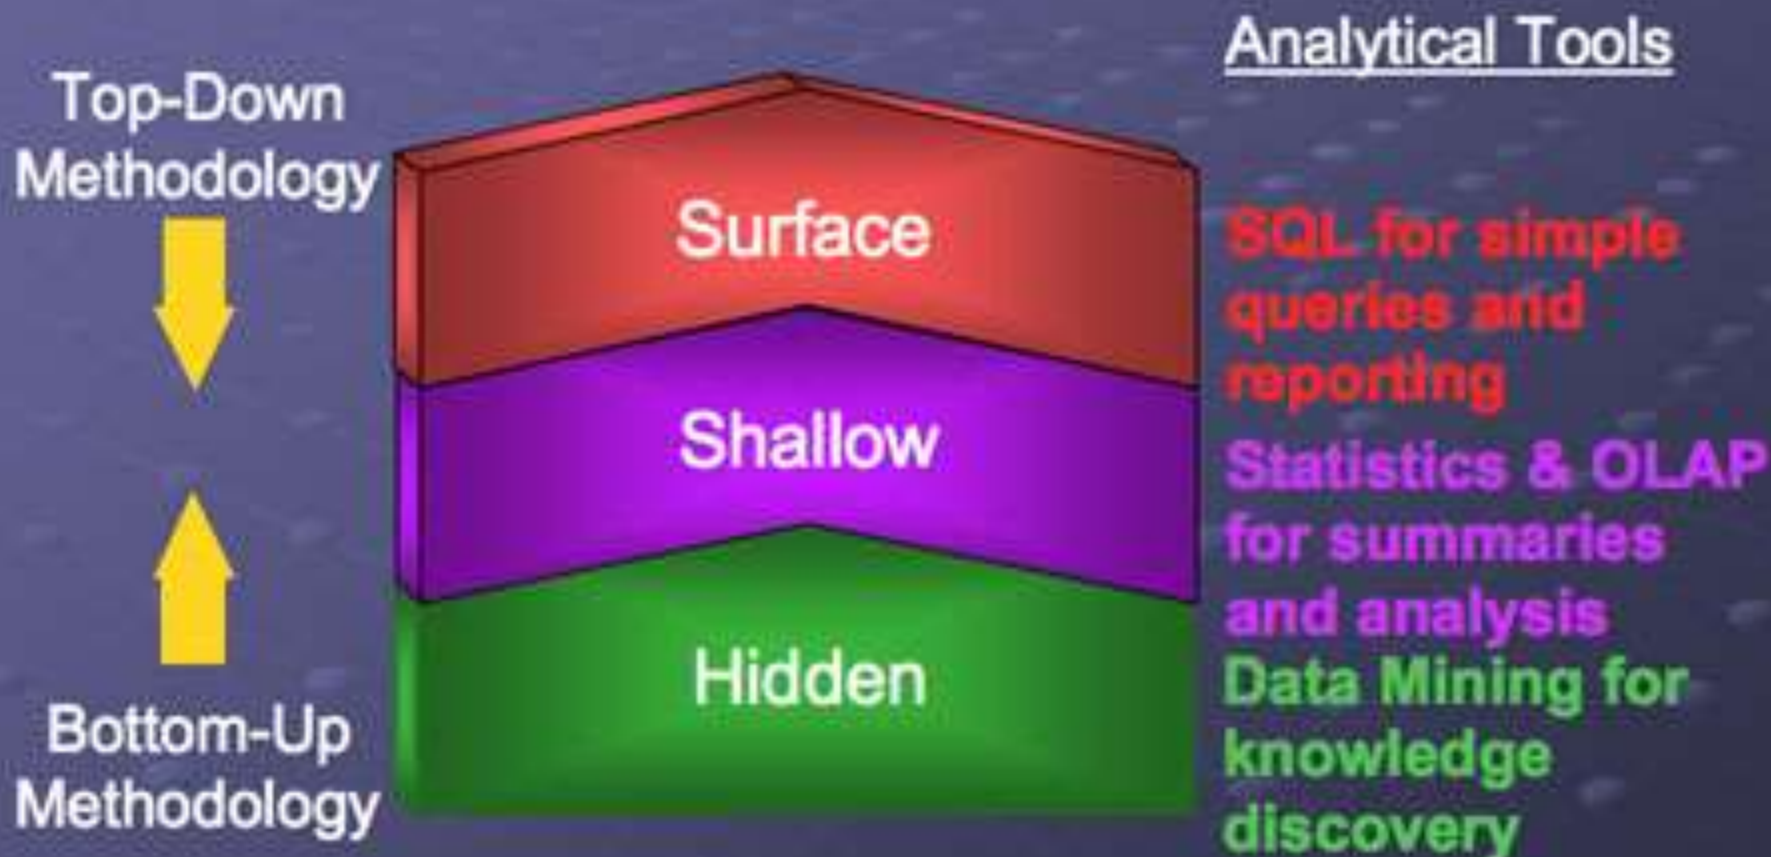 Analytical Tools
Top-Down
Methodology
Surface
SQL for simple
queries and
reporting
Shallow
Statistics & OLAP
for summaries
and analysis
Hidden
Data Mining for
knowledge
discovery
Bottom-Up
Methodology